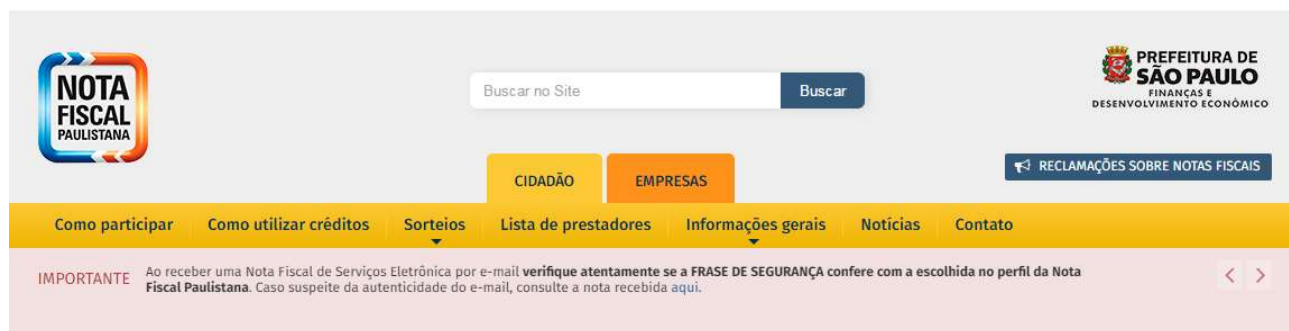 NOTA
FISCAL
PAULISTANA
Buscar no Site
Buscar
PREFEITURA DE
SÃO PAULO
FINANÇAS E
DESENVOLVIMENTO ECONÔMICO
CIDADÃO
EMPRESAS
RECLAMAÇÕES SOBRE NOTAS FISCAIS
Como participar
Como utilizar créditos
Sorteios
Lista de prestadores
Informações gerais
Notícias
Contato
IMPORTANTE
Ao receber uma Nota Fiscal de Serviços Eletrônica por e-mail verifique atentamente se a FRASE DE SEGURANÇA confere com a escolhida no perfil da Nota
Fiscal Paulistana. Caso suspeite da autenticidade do e-mail, consulte a nota recebida aqui.